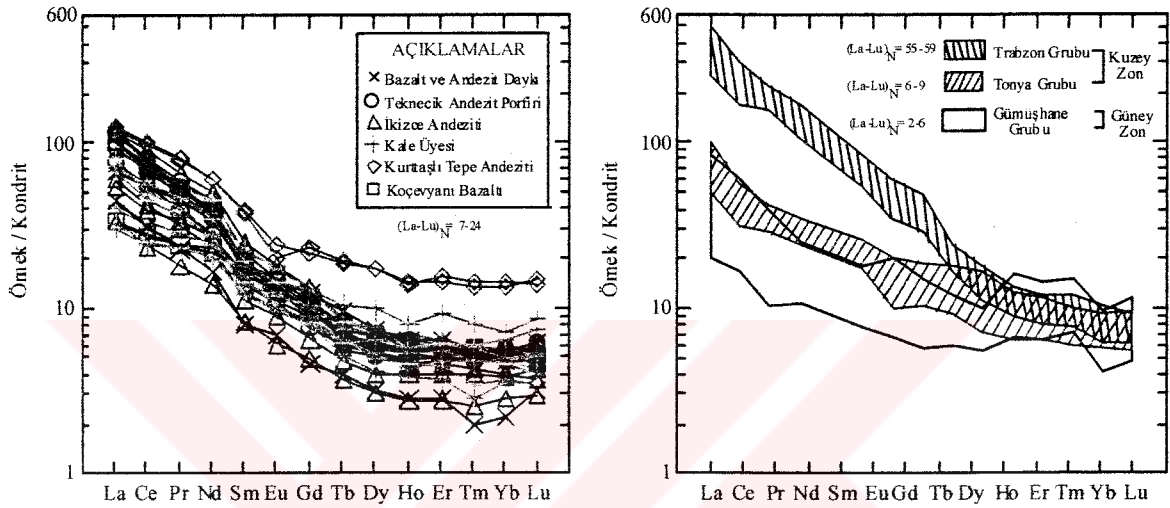 600
100
10
1
Örnek / Kondrit
AÇIKLAMALAR
Bazalt ve Andezit Daykı
Teknecik Andezit Porfiri
İkizce Andeziti
Kale Üyesi
Kurttaşlı Tepe Andeziti
Koçevyanı Bazaltı
(La-Lu)N= 7-24
La Ce Pr Nd Sm Eu Gd Tb Dy Ho Er Tm Yb Lu
600
100
10
1
Örnek / Kondrit
(La-Lu)N= 55-59 Trabzon Grubu
Kuzey Zon
(La-Lu)N= 6-9 Tonya Grubu
(La-Lu)N= 2-6 Gümüşhane Grubu
Güney Zon
La Ce Pr Nd Sm Eu Gd Tb Dy Ho Er Tm Yb Lu